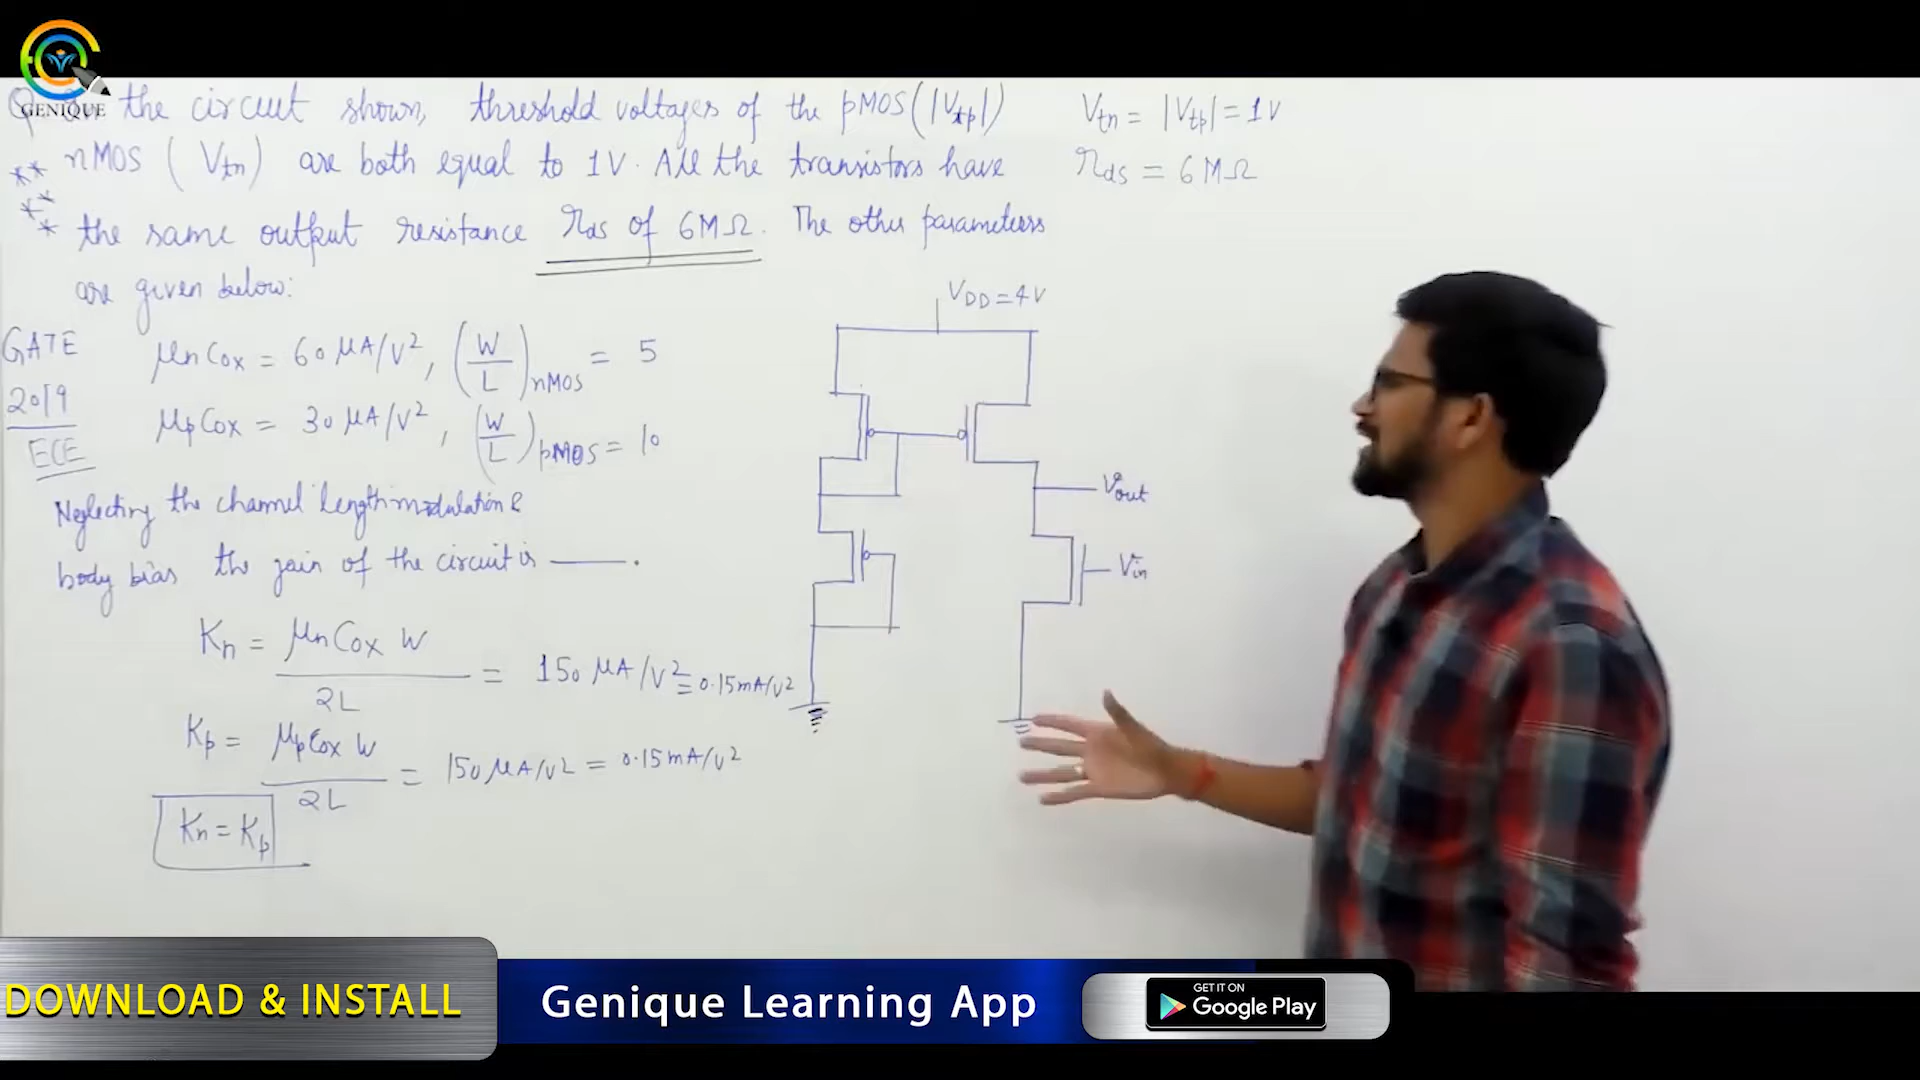 GENIQUE
the circuit shown, threshold voltages of the pMOS (|Vtp|)
nMOS ( Vtn) are both equal to 1V. All the transistors have
the same output resistance rds of 6MΩ. The other parameters
are given below:
Vtn = |Vtp| = 1V
rds = 6MΩ
GATE
2019
ECE
μnCox = 60 μA/V², (W/L)nMOS = 5
μpCox = 30 μA/V², (W/L)pMOS = 10
Neglecting the channel length modulation &
body bias the gain of the circuit is ——— .
VDD = 4V
Vout
Vin
Kn = μnCox W / 2L = 150 μA/V² = 0.15mA/V²
Kp = μpCox W / 2L = 150 μA/V² = 0.15mA/V²
Kn = Kp
DOWNLOAD & INSTALL
Genique Learning App
GET IT ON
Google Play